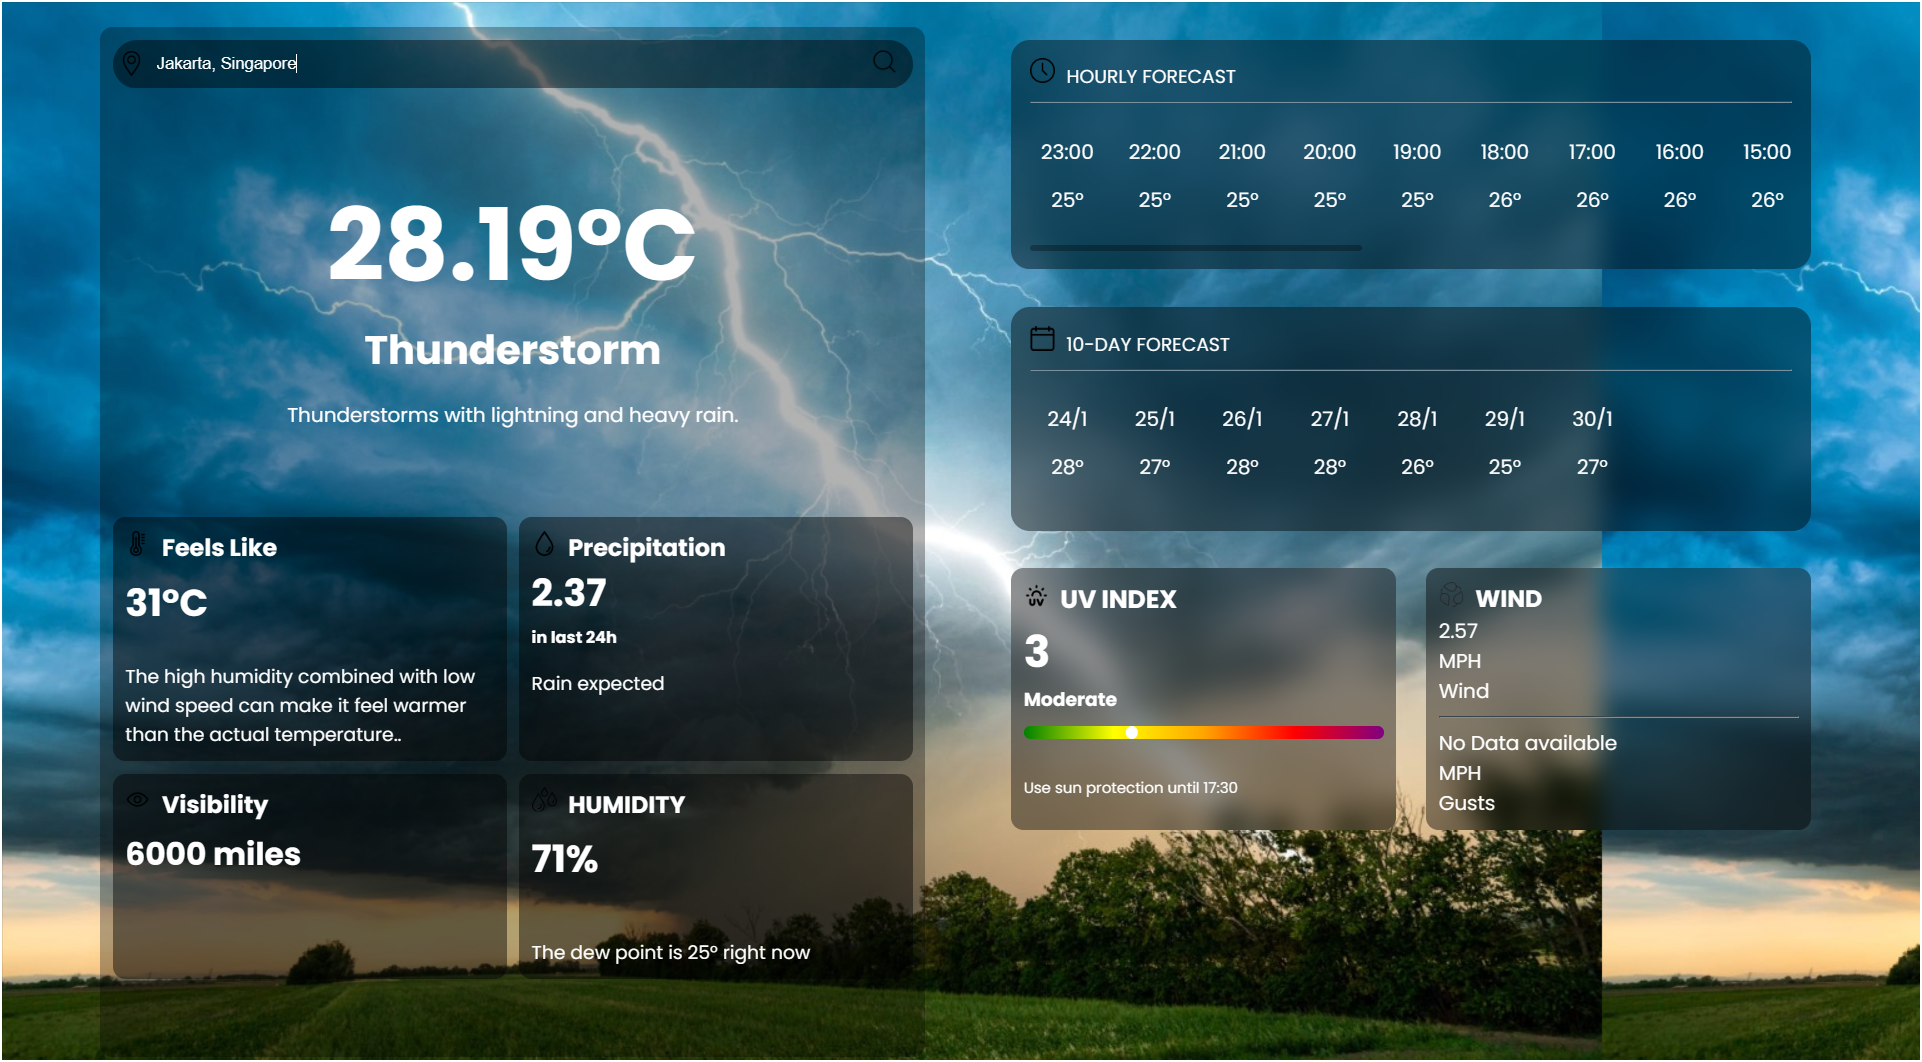 Jakarta, Singapore
28.19°C
Thunderstorm
Thunderstorms with lightning and heavy rain.
Feels Like
31°C
The high humidity combined with low
wind speed can make it feel warmer
than the actual temperature..
Precipitation
2.37
in last 24h
Rain expected
Visibility
6000 miles
HUMIDITY
71%
The dew point is 25° right now
HOURLY FORECAST
23:00 22:00 21:00 20:00 19:00 18:00 17:00 16:00 15:00
25° 25° 25° 25° 25° 26° 26° 26° 26°
10-DAY FORECAST
24/1 25/1 26/1 27/1 28/1 29/1 30/1
28° 27° 28° 28° 26° 25° 27°
UV
UV INDEX
3
Moderate
Use sun protection until 17:30
WIND
2.57
MPH
Wind
No Data available
MPH
Gusts